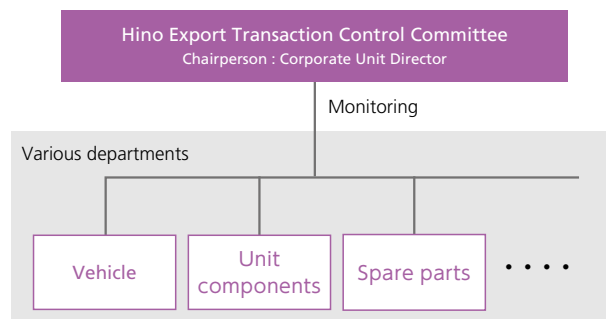 Hino Export Transaction Control Committee
Chairperson : Corporate Unit Director
Monitoring
Various departments
Vehicle
Unit
components
Spare parts
· · · ·